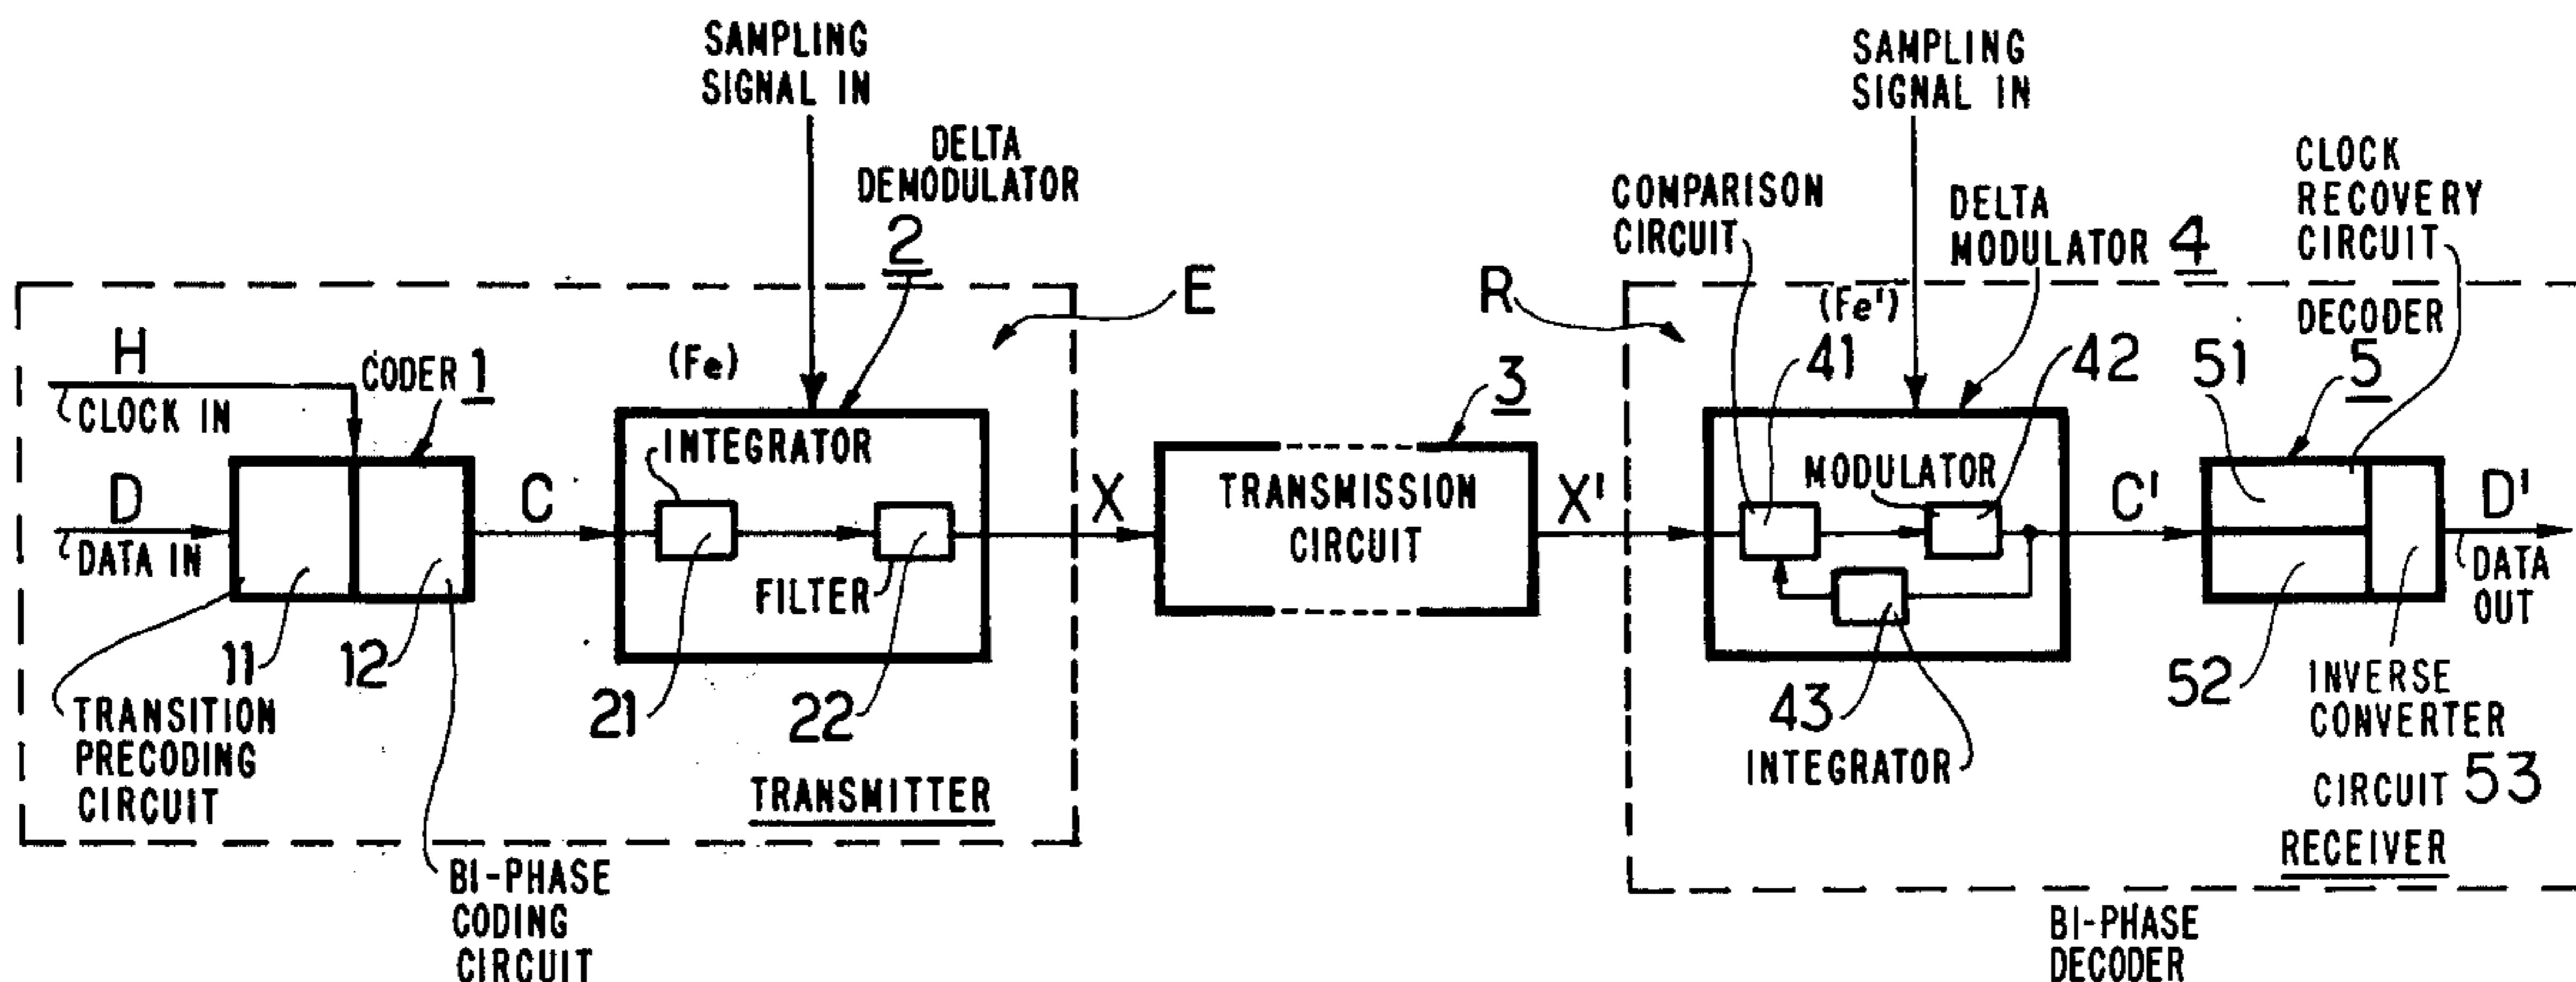 SAMPLING
SIGNAL IN
DELTA
DEMODULATOR
2
E
H
CLOCK IN
CODER 1
(Fe)
D
DATA IN
C
INTEGRATOR
FILTER
X
11
12
21
22
TRANSITION
PRECODING
CIRCUIT
TRANSMITTER
BI-PHASE
CODING
CIRCUIT
3
TRANSMISSION
CIRCUIT
X'
SAMPLING
SIGNAL IN
COMPARISON
CIRCUIT
DELTA
MODULATOR 4
CLOCK
RECOVERY
CIRCUIT
R
(Fe')
DECODER
5
41
42
51
MODULATOR
C'
D'
DATA
OUT
43
INTEGRATOR
52
INVERSE
CONVERTER
CIRCUIT 53
RECEIVER
BI-PHASE
DECODER